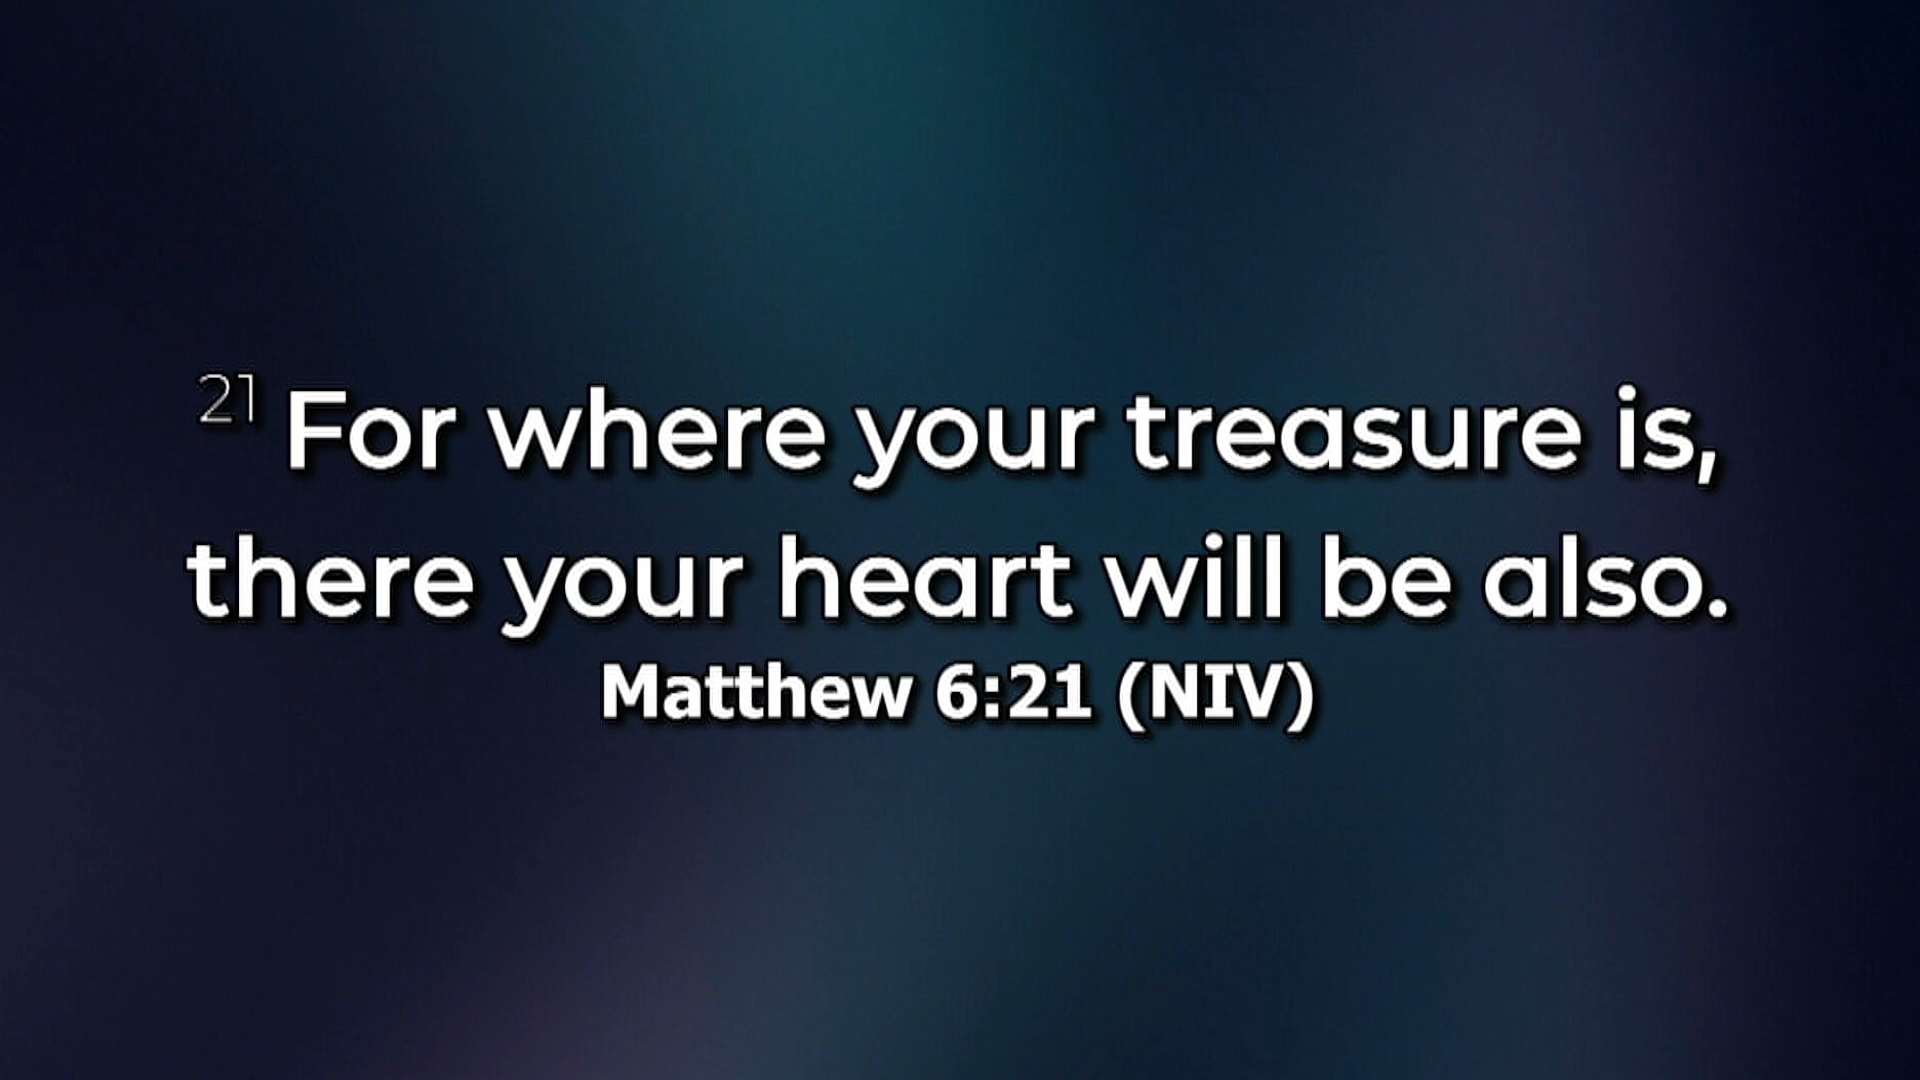 21 For where your treasure is,
there your heart will be also.
Matthew 6:21 (NIV)